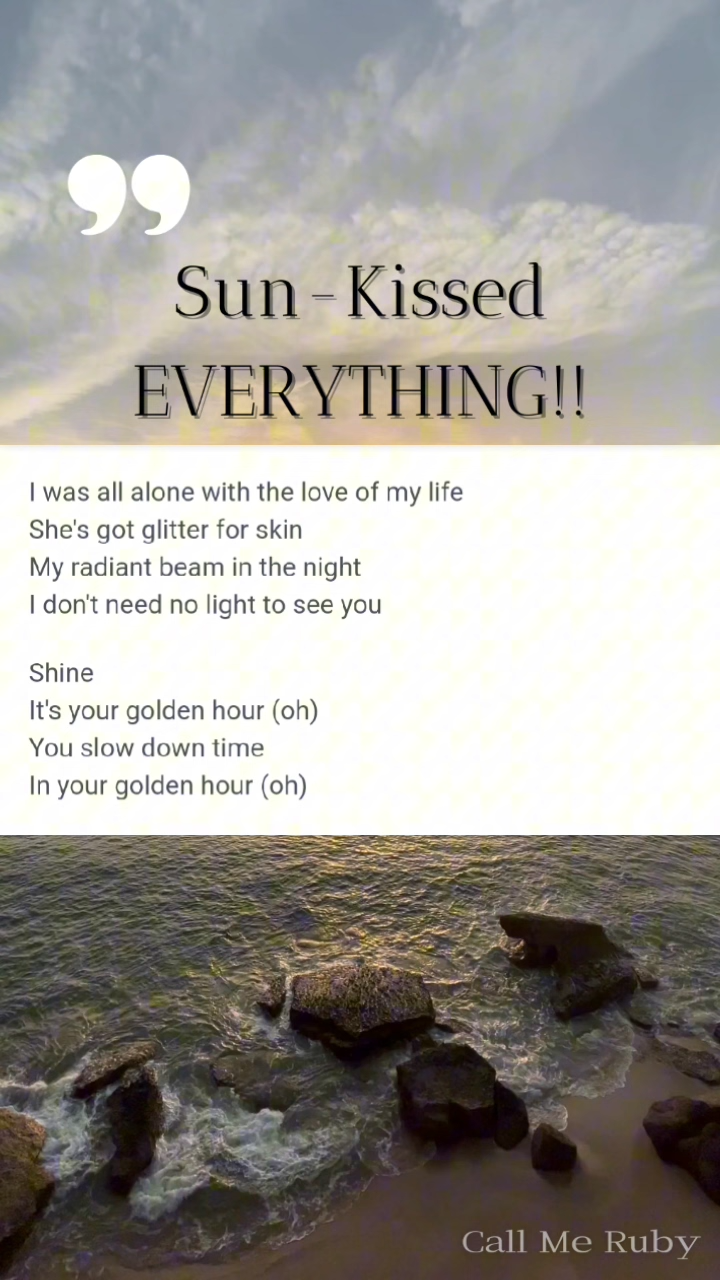 ”
Sun - Kissed
EVERYTHING!!
I was all alone with the love of my life
She's got glitter for skin
My radiant beam in the night
I don't need no light to see you
Shine
It's your golden hour (oh)
You slow down time
In your golden hour (oh)
Call Me Ruby